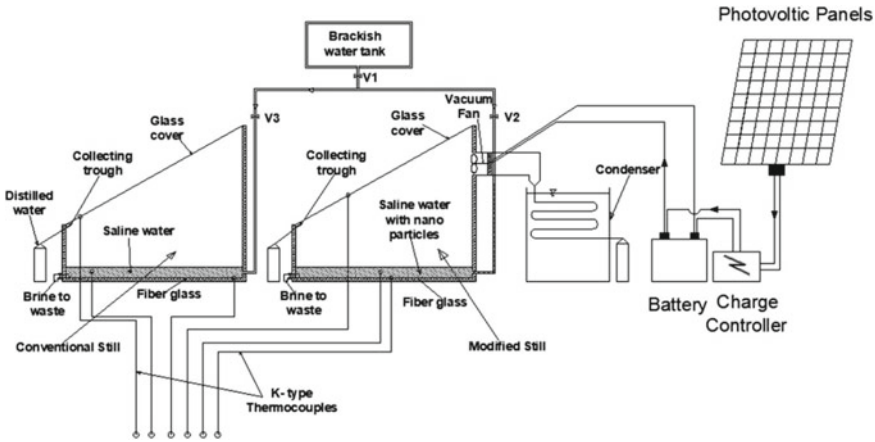 Photovoltic Panels
Brackish
water tank
V1
Vacuum
Fan
V2
V3
Glass
cover
Glass
cover
Collecting
trough
Collecting
trough
Condenser
Distilled
water
Saline water
Saline water
with nano
particles
Brine to
waste
Fiber glass
Brine to
waste
Fiber glass
Battery
Charge
Controller
Conventional Still
Modified Still
K-type
Thermocouples